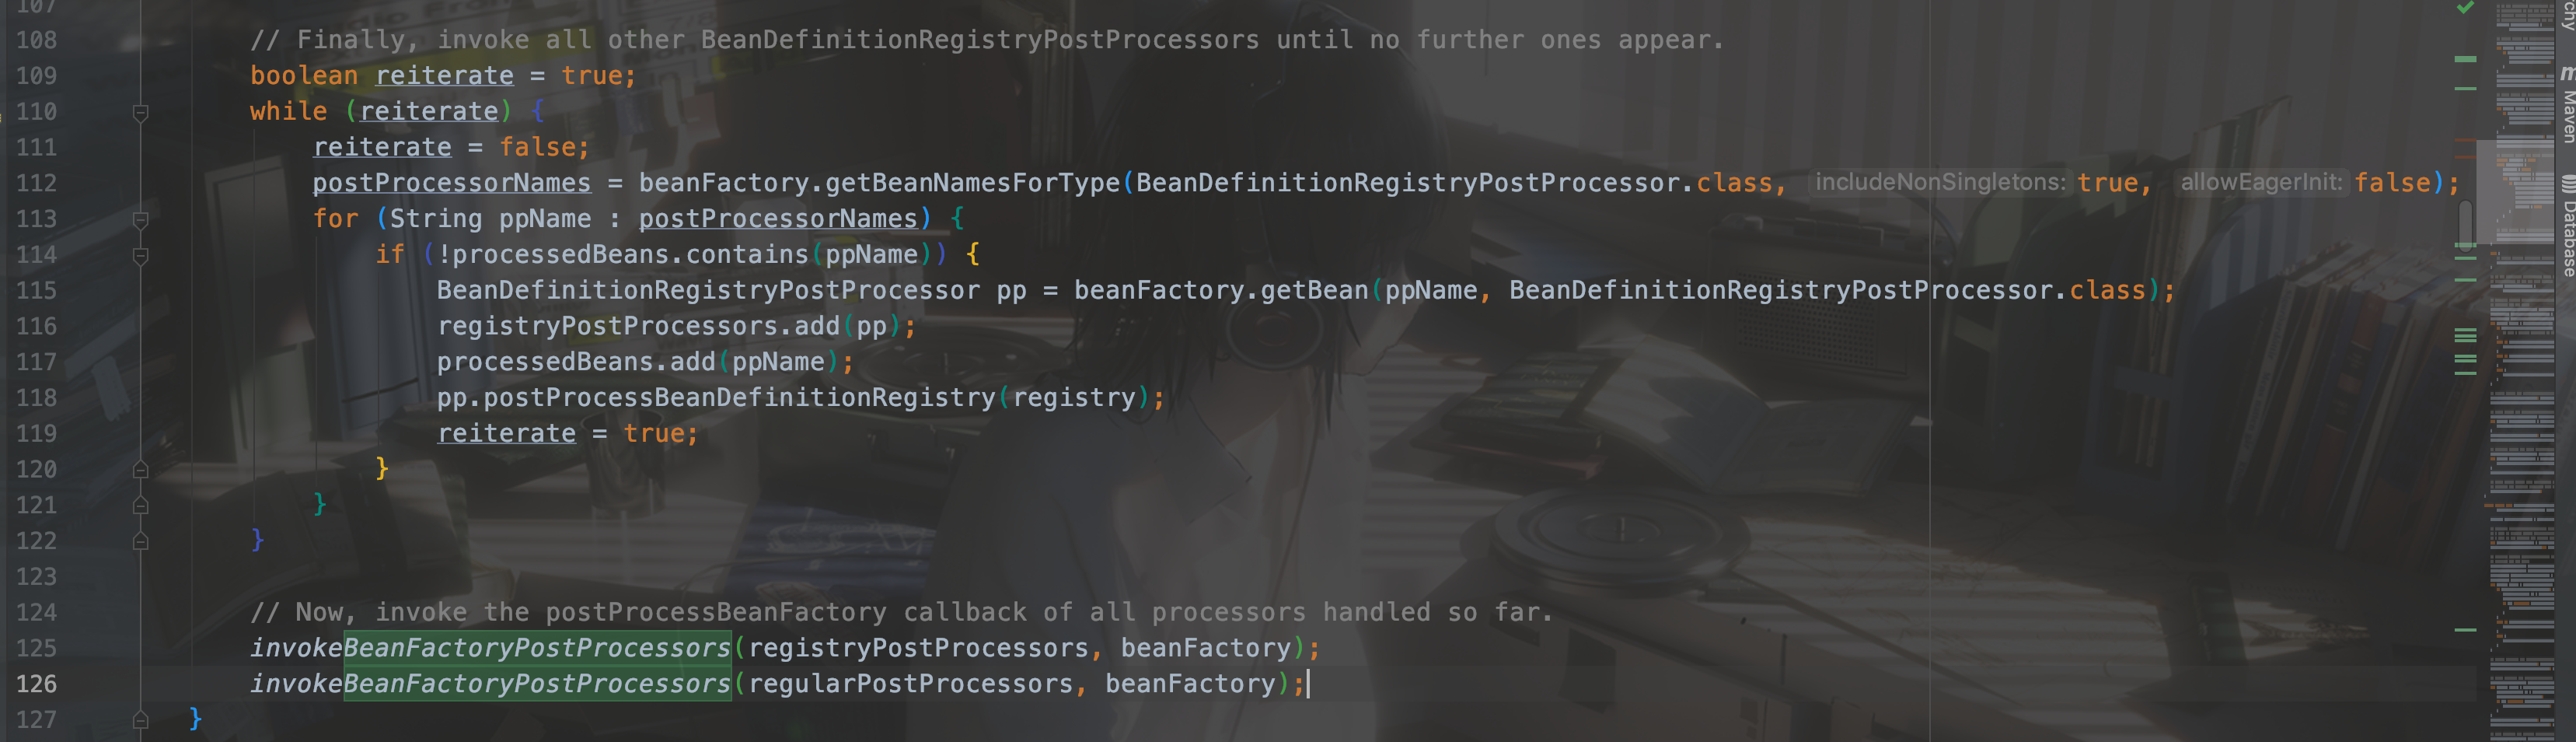 107
108 // Finally, invoke all other BeanDefinitionRegistryPostProcessors until no further ones appear.
109 boolean reiterate = true;
110 while (reiterate) {
111 reiterate = false;
112 postProcessorNames = beanFactory.getBeanNamesForType(BeanDefinitionRegistryPostProcessor.class, includeNonSingletons: true, allowEagerInit: false);
113 for (String ppName : postProcessorNames) {
114 if (!processedBeans.contains(ppName)) {
115 BeanDefinitionRegistryPostProcessor pp = beanFactory.getBean(ppName, BeanDefinitionRegistryPostProcessor.class);
116 registryPostProcessors.add(pp);
117 processedBeans.add(ppName);
118 pp.postProcessBeanDefinitionRegistry(registry);
119 reiterate = true;
120 }
121 }
122 }
123
124 // Now, invoke the postProcessBeanFactory callback of all processors handled so far.
125 invokeBeanFactoryPostProcessors(registryPostProcessors, beanFactory);
126 invokeBeanFactoryPostProcessors(regularPostProcessors, beanFactory);
127 }
Maven
Database